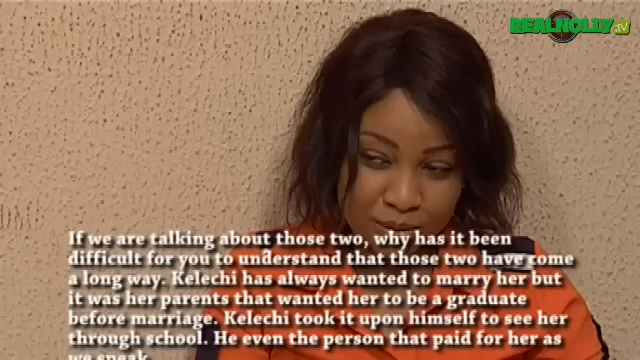 REALNOLLY.TV
If we are talking about those two, why has it been
difficult for you to understand that those two have come
a long way. Kelechi has always wanted to marry her but
it was her parents that wanted her to be a graduate
before marriage. Kelechi took it upon himself to see her
through school. He even the person that paid for her as
we speak